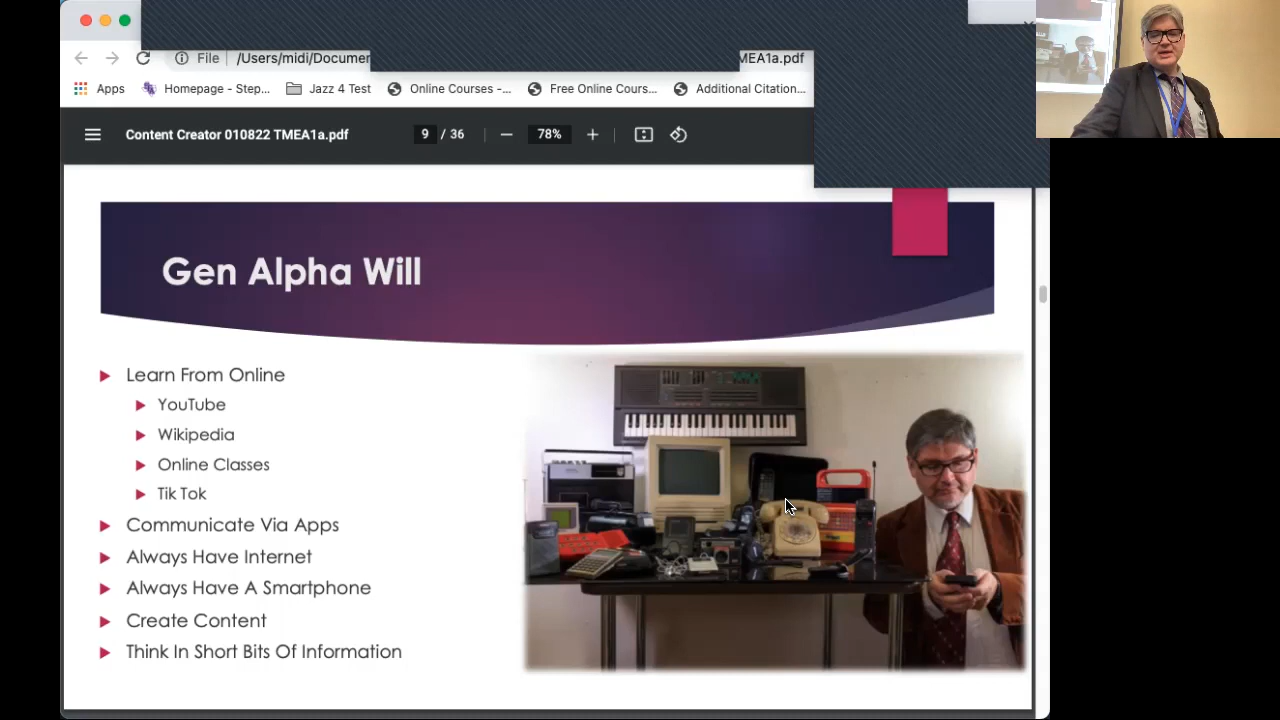 File /Users/midi/Documen MEA1a.pdf
Apps Homepage - Step... Jazz 4 Test Online Courses -... Free Online Cours... Additional Citation...
Content Creator 010822 TMEA1a.pdf 9 / 36 78%
Gen Alpha Will
Learn From Online
YouTube
Wikipedia
Online Classes
Tik Tok
Communicate Via Apps
Always Have Internet
Always Have A Smartphone
Create Content
Think In Short Bits Of Information